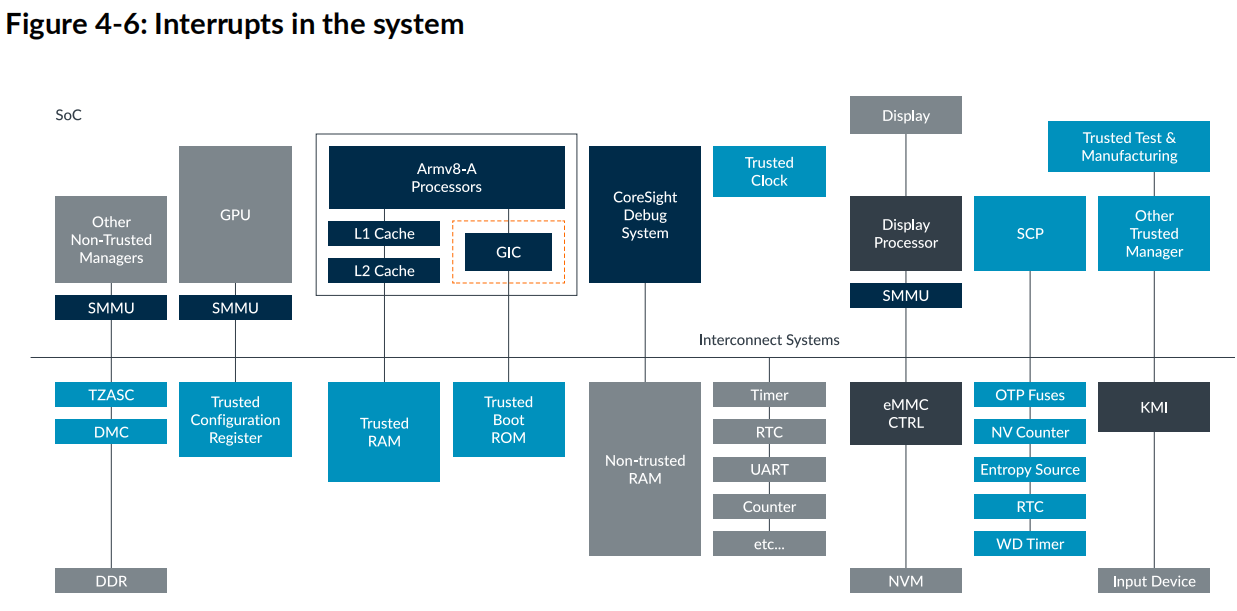 Figure 4-6: Interrupts in the system
SoC
Display
Trusted Test &
Manufacturing
Armv8-A
Processors
Trusted
Clock
GPU
CoreSight
Debug
System
Other
Non-Trusted
Managers
L1 Cache
L2 Cache
GIC
Display
Processor
SCP
Other
Trusted
Manager
SMMU
SMMU
SMMU
Interconnect Systems
TZASC
DMC
Trusted
Configuration
Register
Trusted
RAM
Trusted
Boot
ROM
Non-trusted
RAM
Timer
RTC
UART
Counter
etc...
eMMC
CTRL
OTP Fuses
NV Counter
Entropy Source
RTC
WD Timer
KMI
DDR
NVM
Input Device